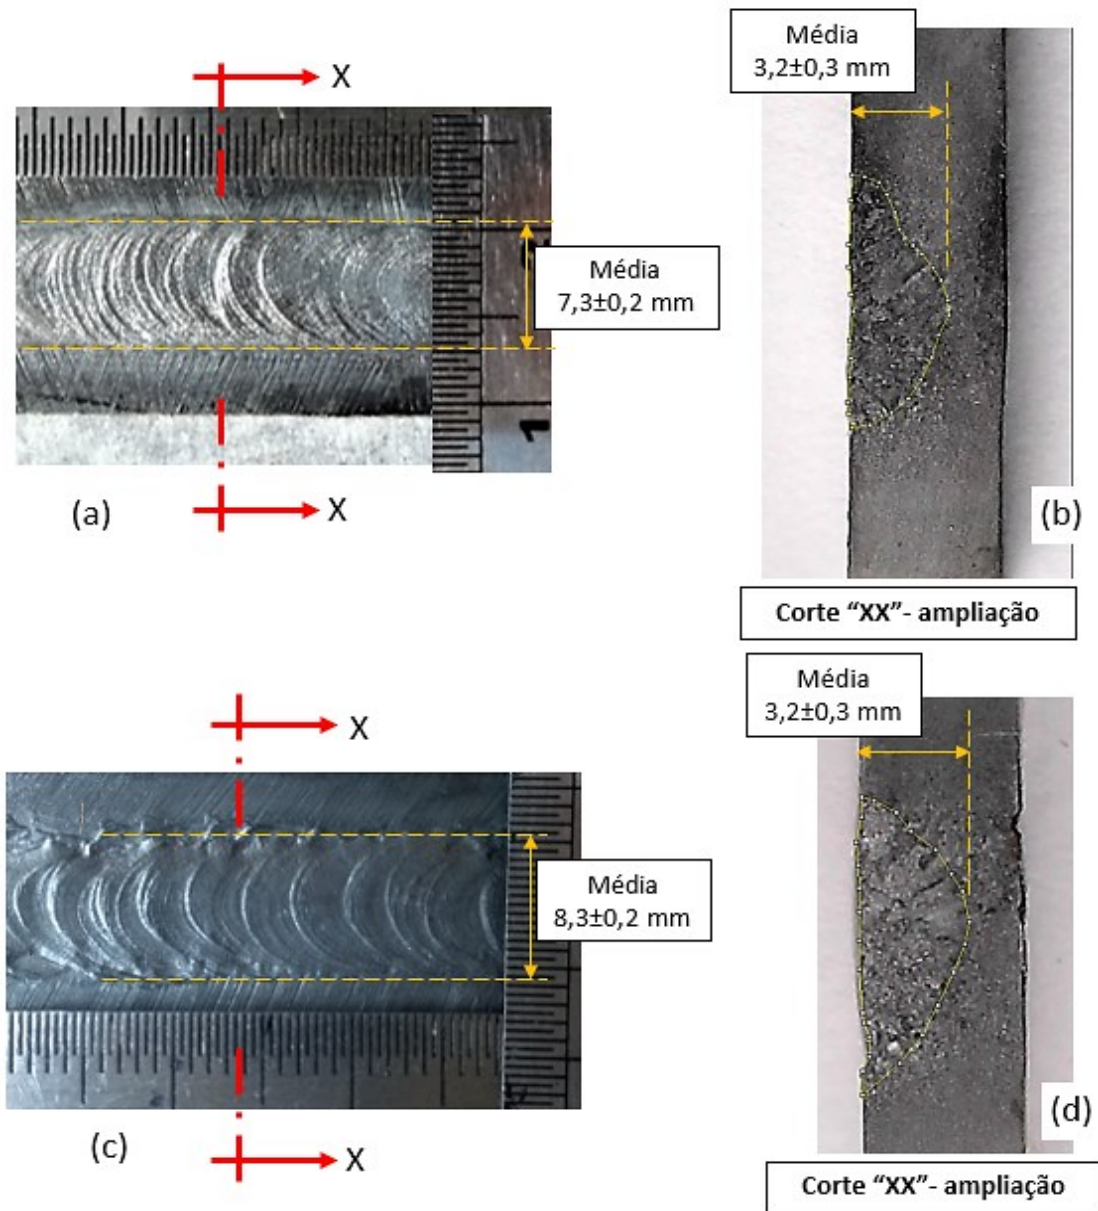 Média
3,2±0,3 mm
X
Média
7,3±0,2 mm
X
(a)
(b)
Corte “XX”- ampliação
Média
3,2±0,3 mm
X
Média
8,3±0,2 mm
(c)
X
(d)
Corte “XX”- ampliação